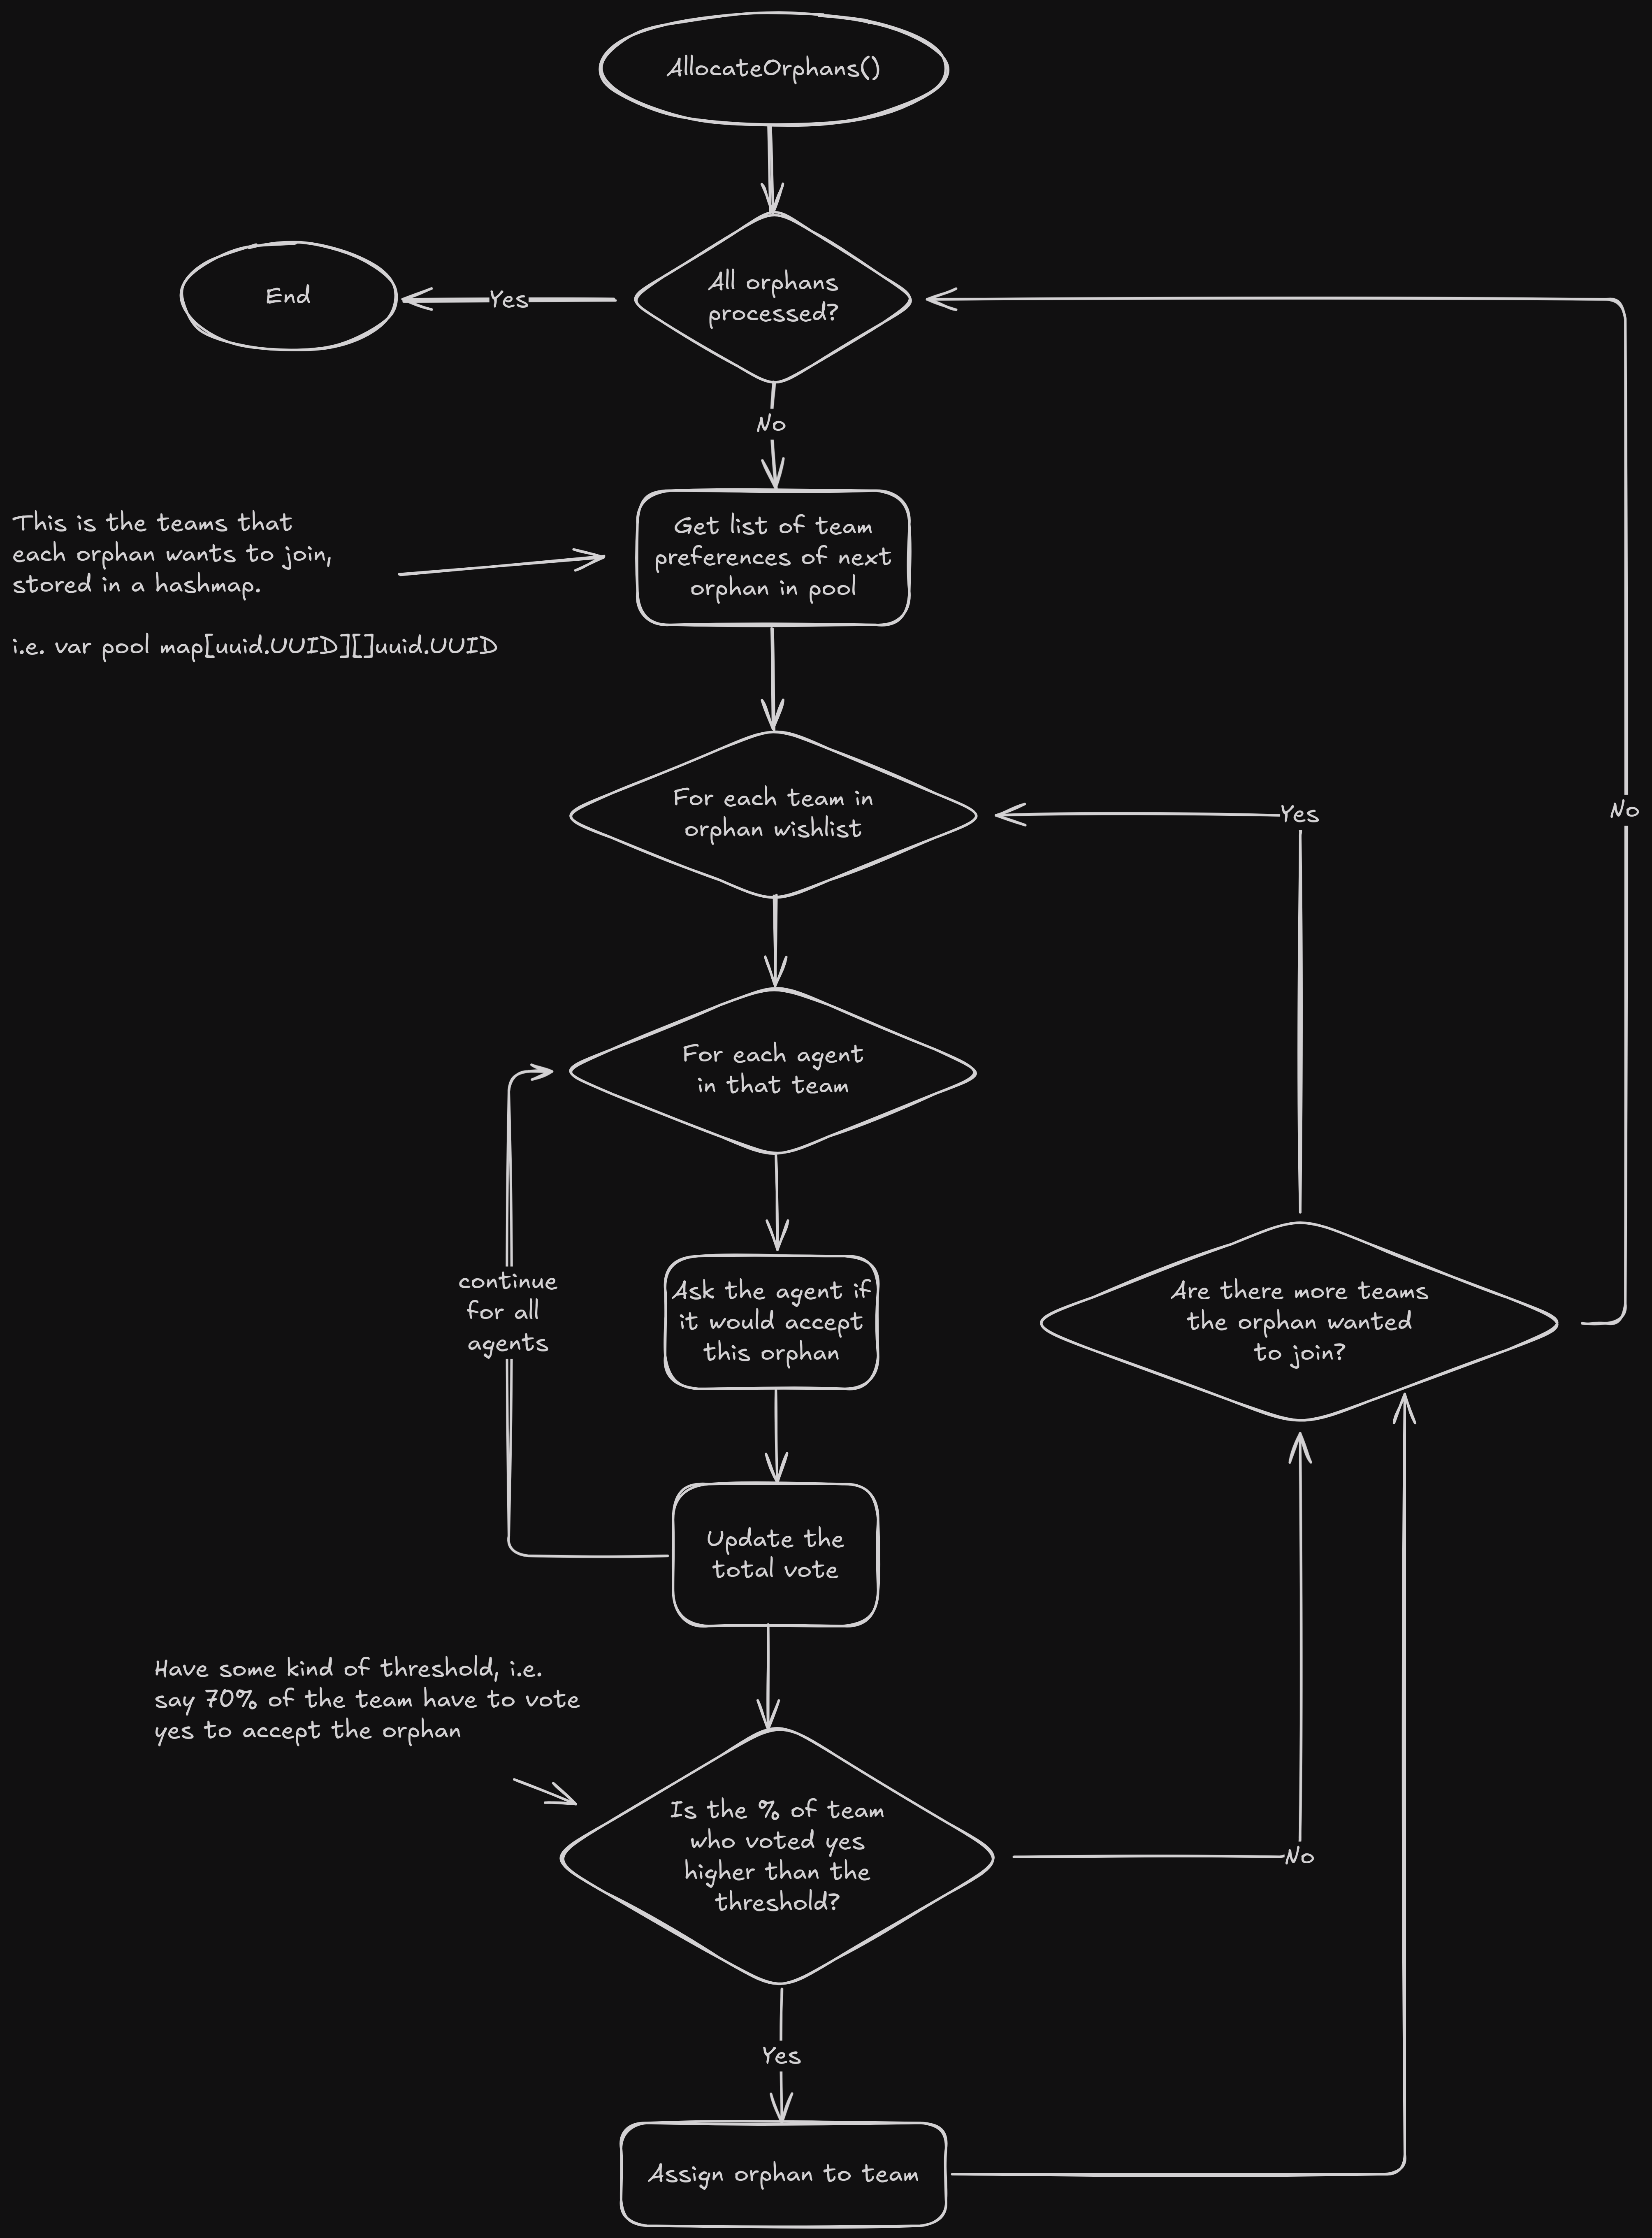 AllocateOrphans()
All orphans
processed?
Yes
End
No
Get list of team
preferences of next
orphan in pool
This is the teams that
each orphan wants to join,
stored in a hashmap.
i.e. var pool map[uuid.UUID][]uuid.UUID
For each team in
orphan wishlist
Yes
No
For each agent
in that team
continue
for all
agents
Ask the agent if
it would accept
this orphan
Are there more teams
the orphan wanted
to join?
Update the
total vote
Have some kind of threshold, i.e.
say 70% of the team have to vote
yes to accept the orphan
Is the % of team
who voted yes
higher than the
threshold?
No
Yes
Assign orphan to team